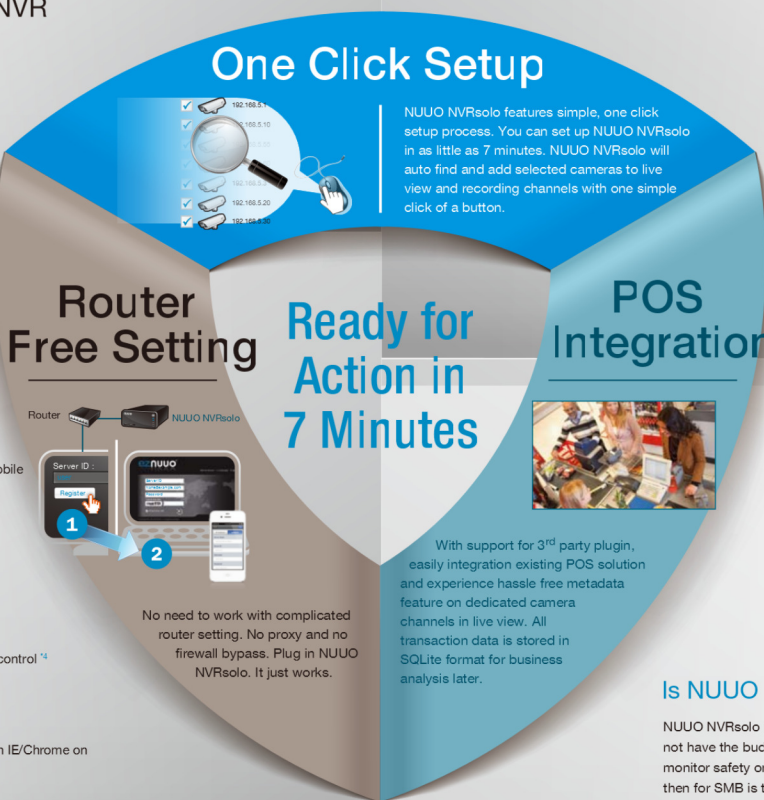 NVR
One Click Setup
192.168.5.1
192.168.5.10
192.168.5.20
192.168.5.30
NUUO NVRsolo features simple, one click
setup process. You can set up NUUO NVRsolo
in as little as 7 minutes. NUUO NVRsolo will
auto find and add selected cameras to live
view and recording channels with one simple
click of a button.
Router
Free Setting
Router
NUUO NVRsolo
Server ID :
Register
1
2
eznuuo
No need to work with complicated
router setting. No proxy and no
firewall bypass. Plug in NUUO
NVRsolo. It just works.
Ready for
Action in
7 Minutes
POS
Integration
With support for 3rd party plugin,
easily integration existing POS solution
and experience hassle free metadata
feature on dedicated camera
channels in live view. All
transaction data is stored in
SQLite format for business
analysis later.
control *4
IE/Chrome on
Is NUUO
NUUO NVRsolo
not have the bud
monitor safety o
then for SMB is t